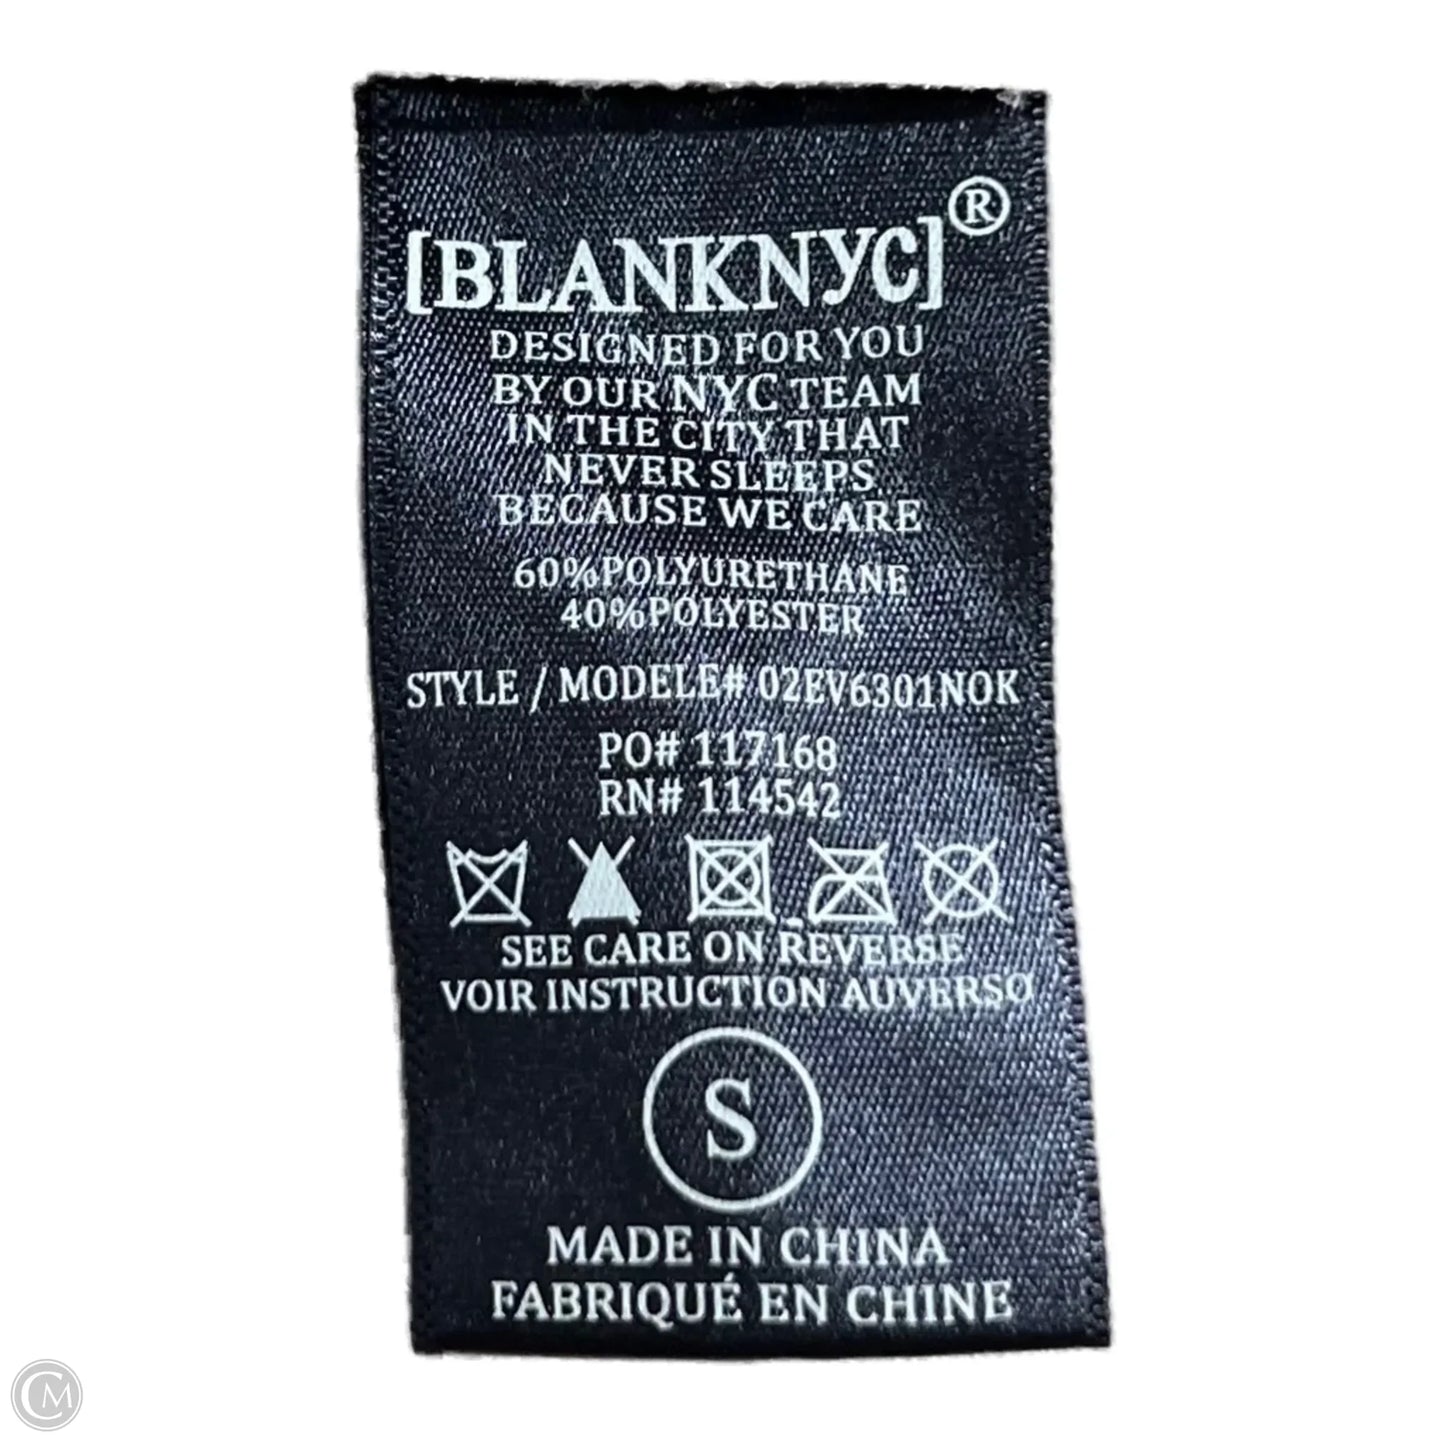 [BLANKNYC]®
DESIGNED FOR YOU
BY OUR NYC TEAM
IN THE CITY THAT
NEVER SLEEPS
BECAUSE WE CARE
60%POLYURETHANE
40%POLYESTER
STYLE / MODELE# 02EV6301NOK
PO# 117168
RN# 114542
SEE CARE ON REVERSE
VOIR INSTRUCTION AUVERSO
S
MADE IN CHINA
FABRIQUÉ EN CHINE
CM